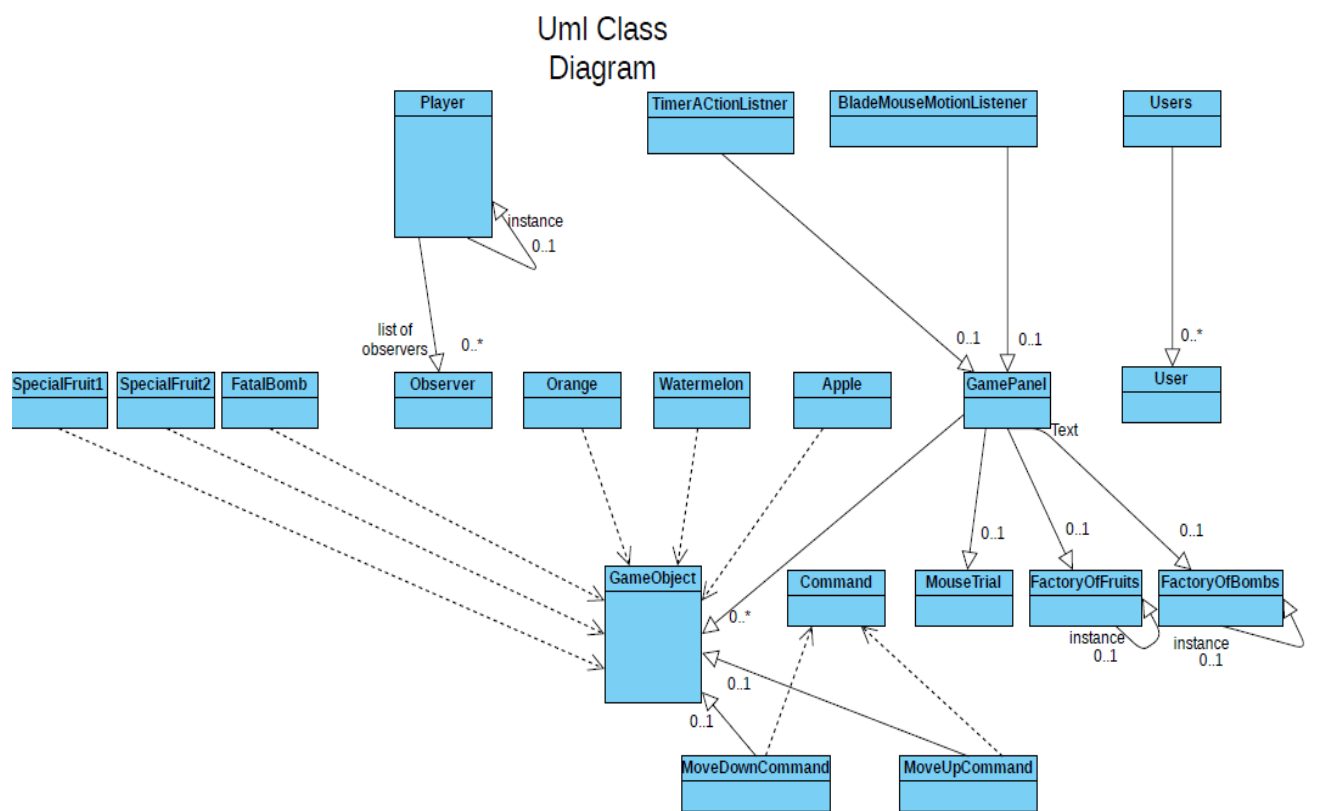 Uml Class
Diagram
Player
TimerACtionListner
BladeMouseMotionListener
Users
instance
0..1
list of
observers
0..*
0..1
0..1
0..*
SpecialFruit1
SpecialFruit2
FatalBomb
Observer
Orange
Watermelon
Apple
GamePanel
User
Text
0..1
0..1
0..1
GameObject
Command
MouseTrial
FactoryOfFruits
FactoryOfBombs
0..*
instance
0..1
instance
0..1
0..1
0..1
MoveDownCommand
MoveUpCommand